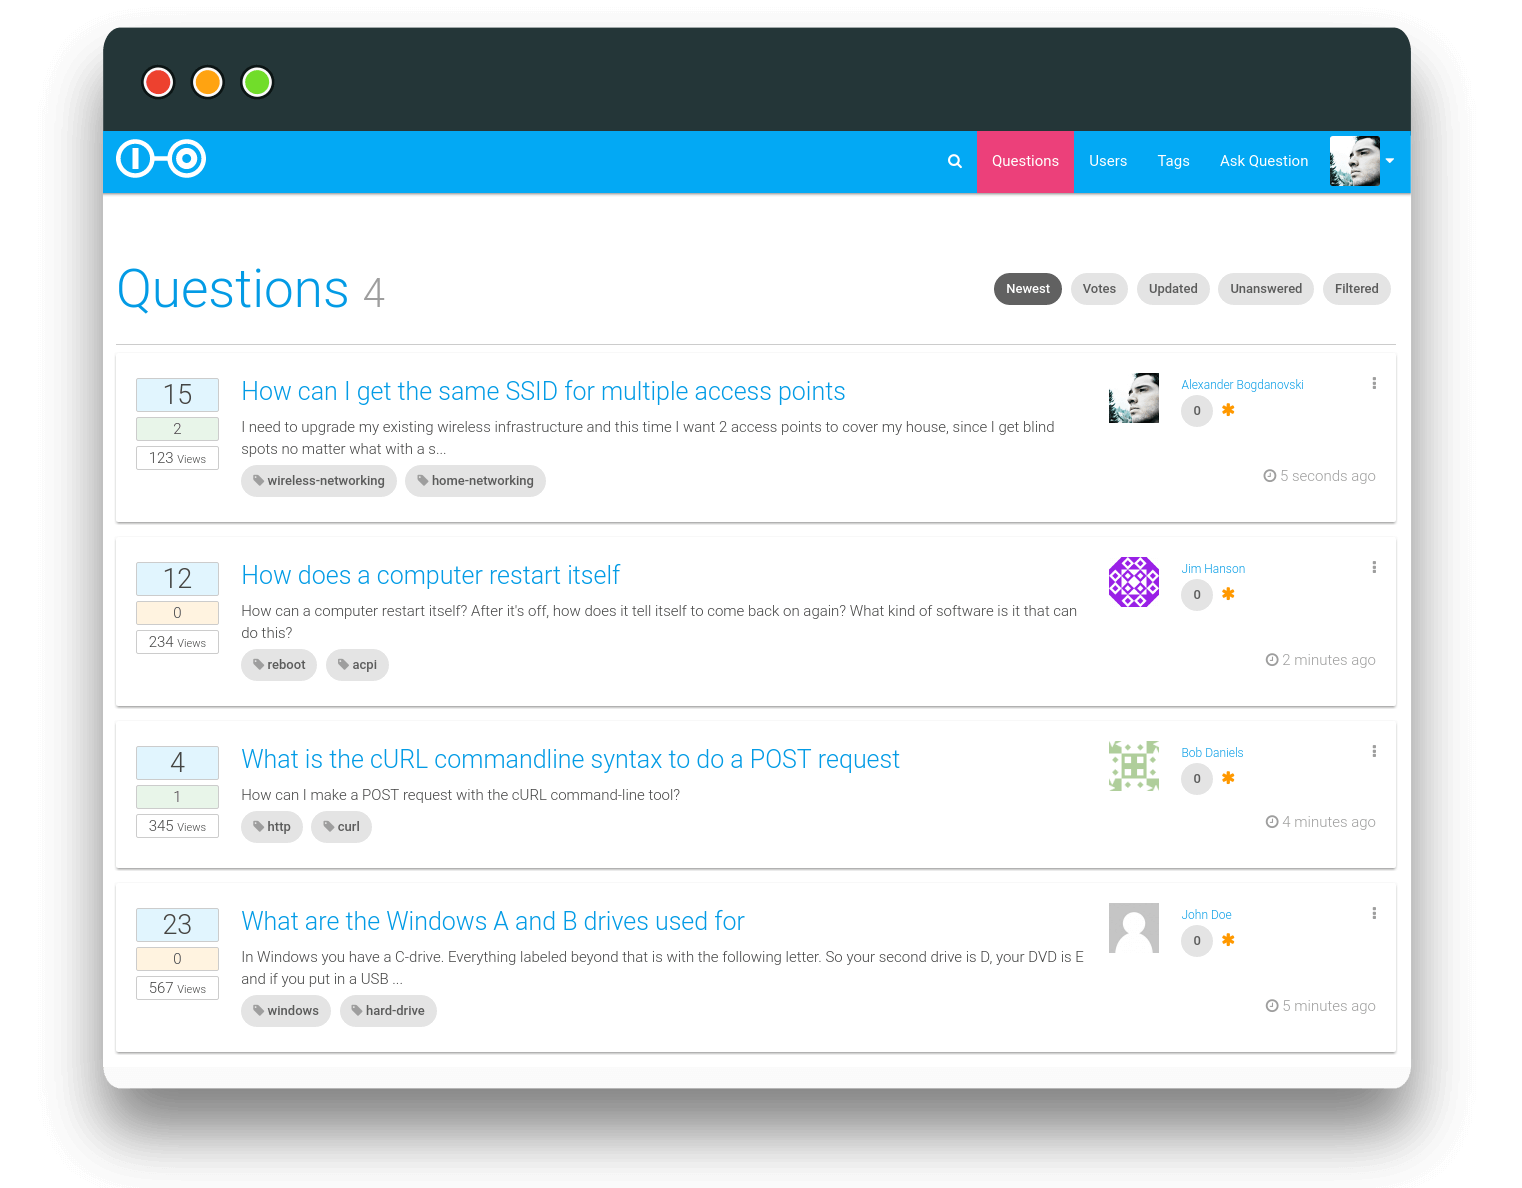 Questions Users Tags Ask Question
Questions 4
Newest Votes Updated Unanswered Filtered
15
2
123 Views
How can I get the same SSID for multiple access points
I need to upgrade my existing wireless infrastructure and this time I want 2 access points to cover my house, since I get blind
spots no matter what with a s...
wireless-networking home-networking
Alexander Bogdanovski
0
5 seconds ago
12
0
234 Views
How does a computer restart itself
How can a computer restart itself? After it's off, how does it tell itself to come back on again? What kind of software is it that can
do this?
reboot acpi
Jim Hanson
0
2 minutes ago
4
1
345 Views
What is the cURL commandline syntax to do a POST request
How can I make a POST request with the cURL command-line tool?
http curl
Bob Daniels
0
4 minutes ago
23
0
567 Views
What are the Windows A and B drives used for
In Windows you have a C-drive. Everything labeled beyond that is with the following letter. So your second drive is D, your DVD is E
and if you put in a USB ...
windows hard-drive
John Doe
0
5 minutes ago